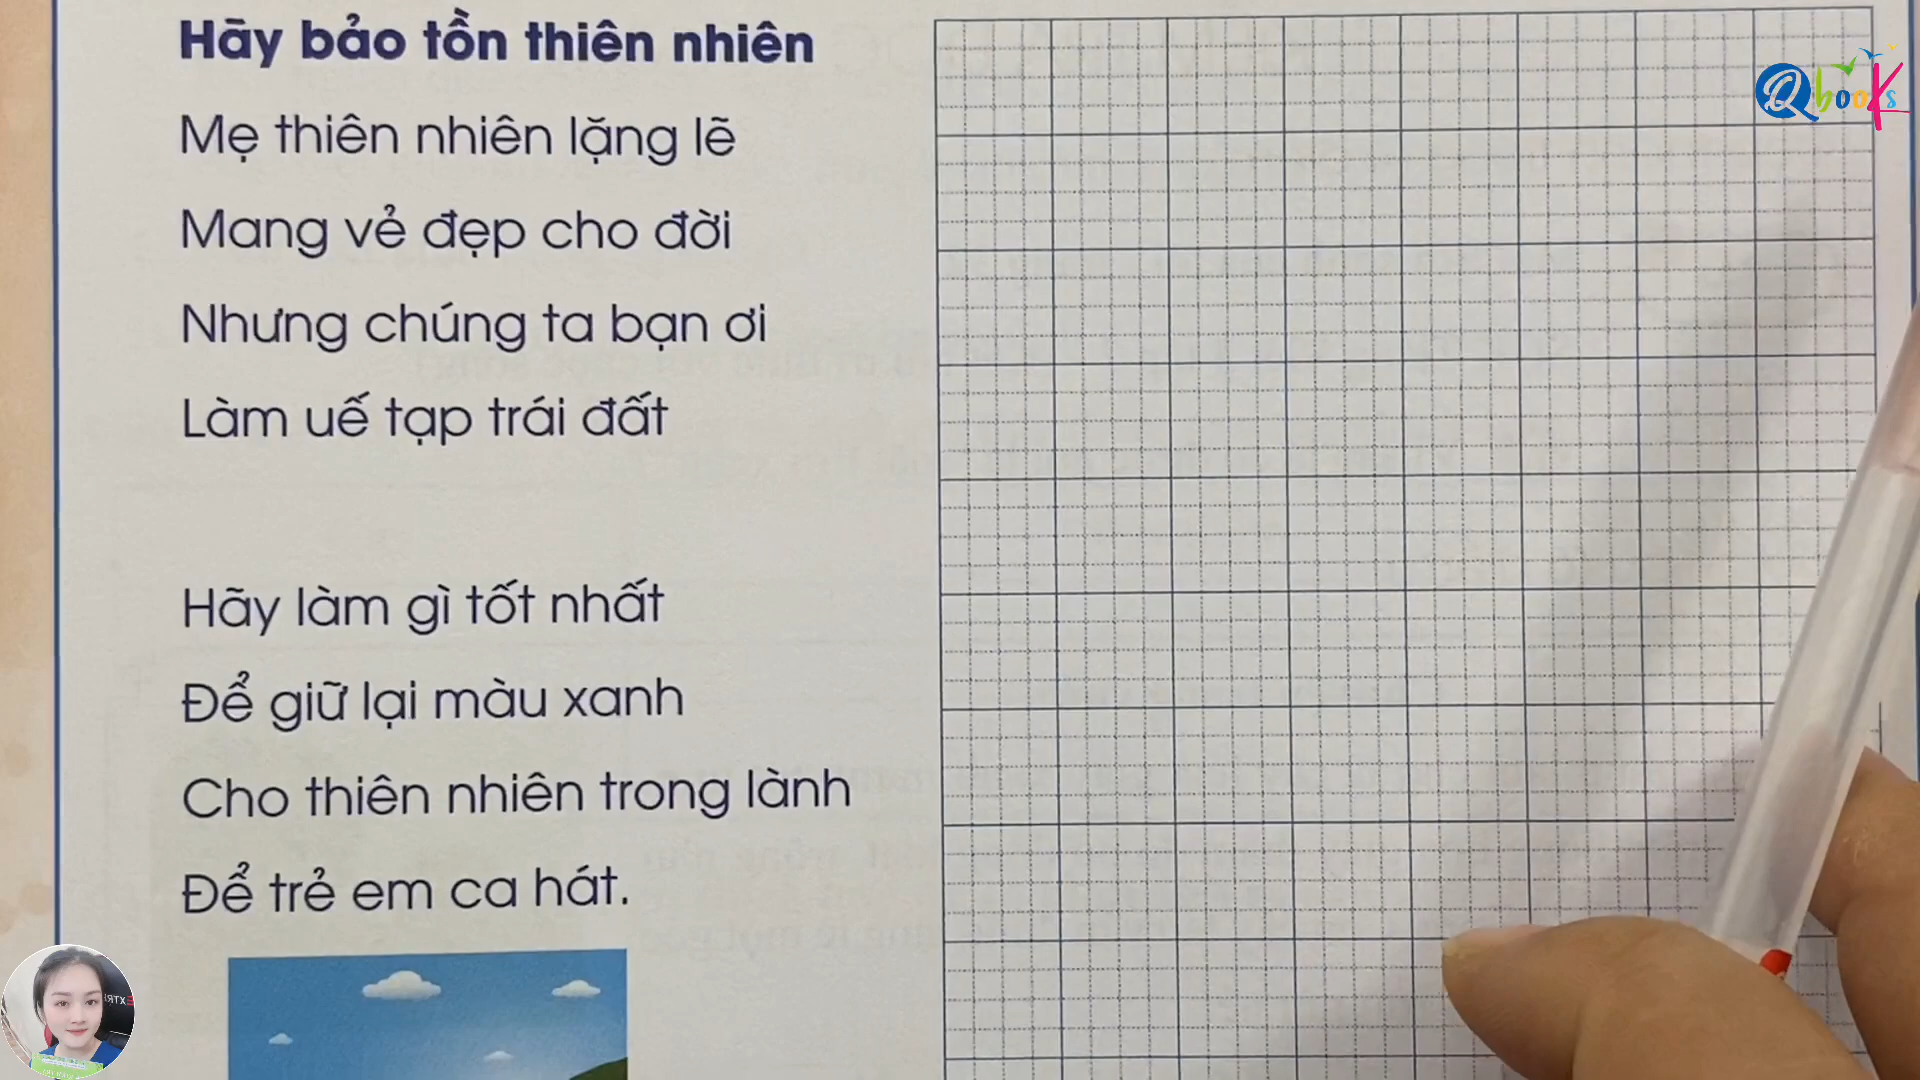 Hãy bảo tồn thiên nhiên
Mẹ thiên nhiên lặng lẽ
Mang vẻ đẹp cho đời
Nhưng chúng ta bạn ơi
Làm uế tạp trái đất
Hãy làm gì tốt nhất
Để giữ lại màu xanh
Cho thiên nhiên trong lành
Để trẻ em ca hát.
Qbooks